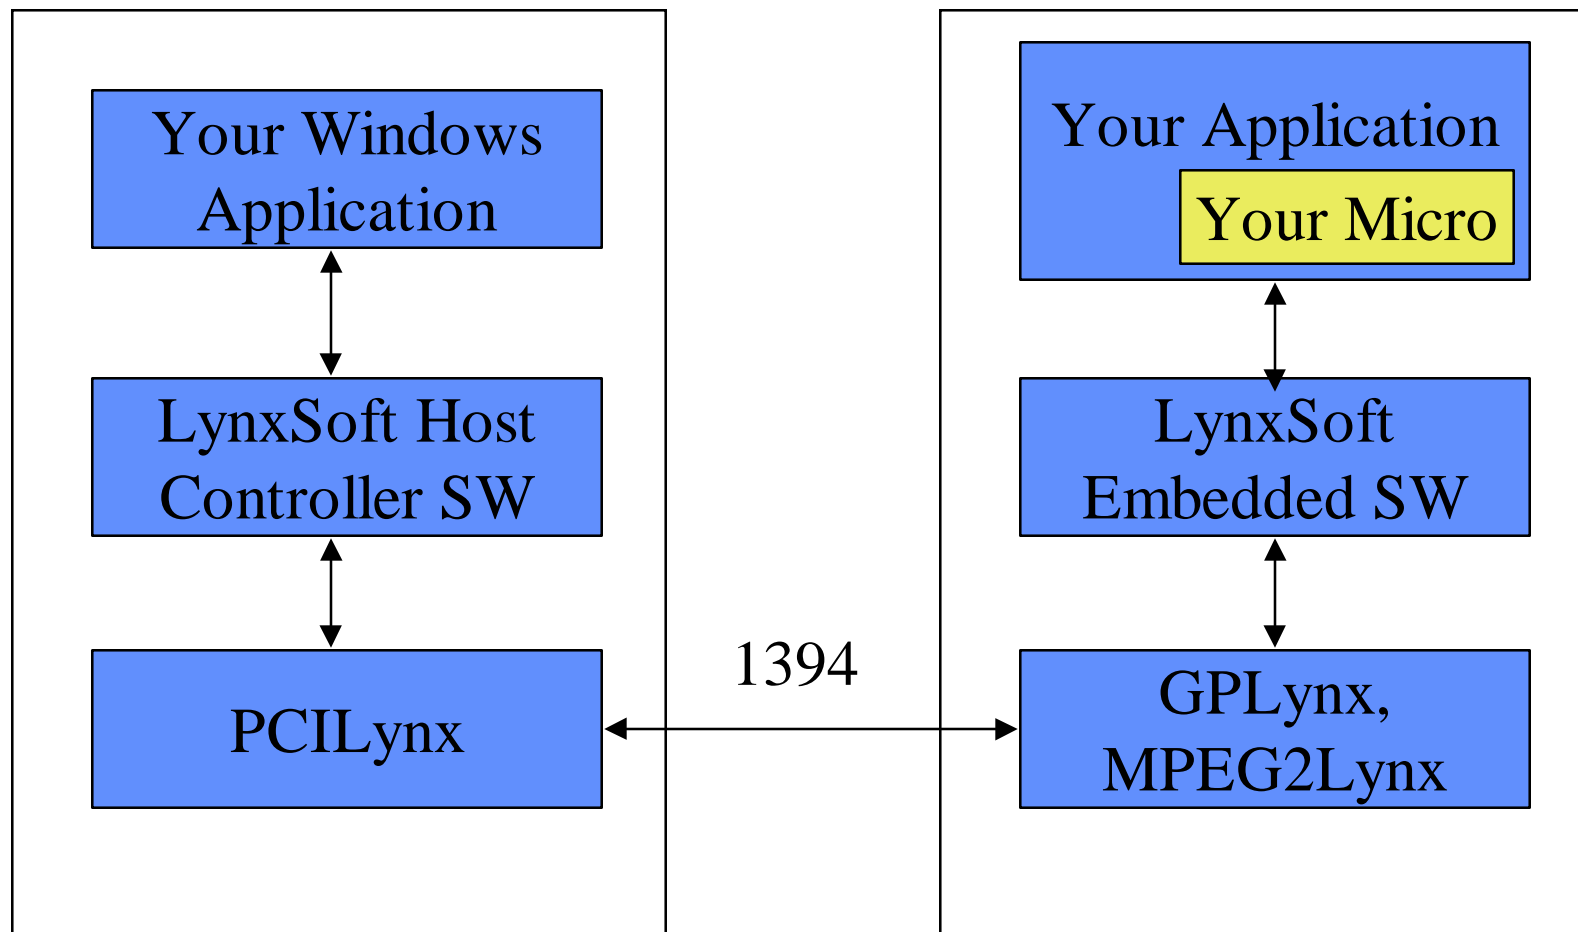 Your Windows
Application
LynxSoft Host
Controller SW
PCILynx
1394
Your Application
Your Micro
LynxSoft
Embedded SW
GPLynx,
MPEG2Lynx